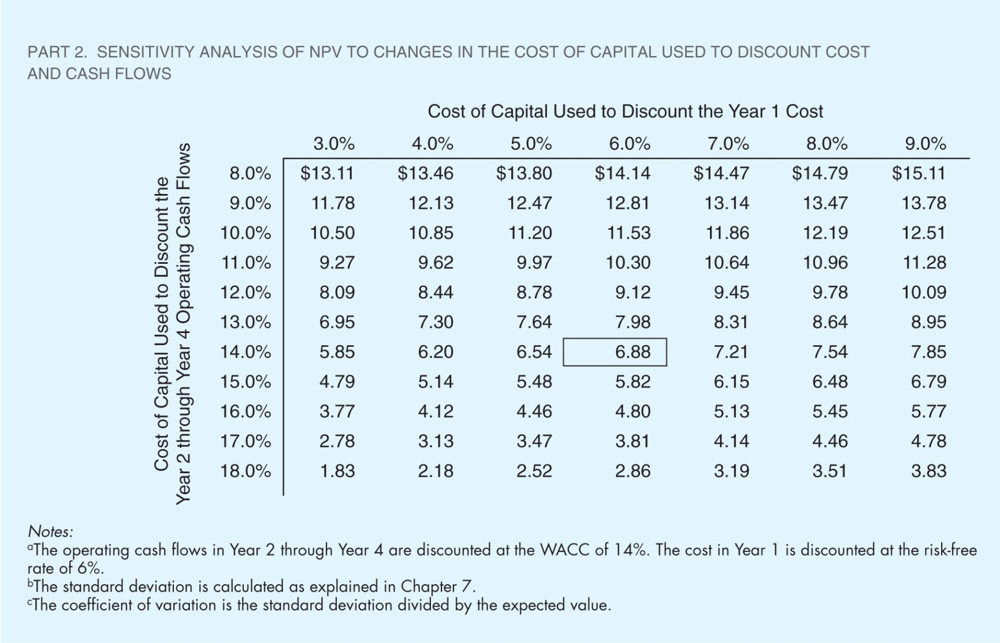 PART 2. SENSITIVITY ANALYSIS OF NPV TO CHANGES IN THE COST OF CAPITAL USED TO DISCOUNT COST
AND CASH FLOWS
Cost of Capital Used to Discount the Year 1 Cost
3.0% 4.0% 5.0% 6.0% 7.0% 8.0% 9.0%
Cost of Capital Used to Discount the
Year 2 through Year 4 Operating Cash Flows
8.0% $13.11 $13.46 $13.80 $14.14 $14.47 $14.79 $15.11
9.0% 11.78 12.13 12.47 12.81 13.14 13.47 13.78
10.0% 10.50 10.85 11.20 11.53 11.86 12.19 12.51
11.0% 9.27 9.62 9.97 10.30 10.64 10.96 11.28
12.0% 8.09 8.44 8.78 9.12 9.45 9.78 10.09
13.0% 6.95 7.30 7.64 7.98 8.31 8.64 8.95
14.0% 5.85 6.20 6.54 6.88 7.21 7.54 7.85
15.0% 4.79 5.14 5.48 5.82 6.15 6.48 6.79
16.0% 3.77 4.12 4.46 4.80 5.13 5.45 5.77
17.0% 2.78 3.13 3.47 3.81 4.14 4.46 4.78
18.0% 1.83 2.18 2.52 2.86 3.19 3.51 3.83
Notes:
ᵃThe operating cash flows in Year 2 through Year 4 are discounted at the WACC of 14%. The cost in Year 1 is discounted at the risk-free
rate of 6%.
ᵇThe standard deviation is calculated as explained in Chapter 7.
ᶜThe coefficient of variation is the standard deviation divided by the expected value.